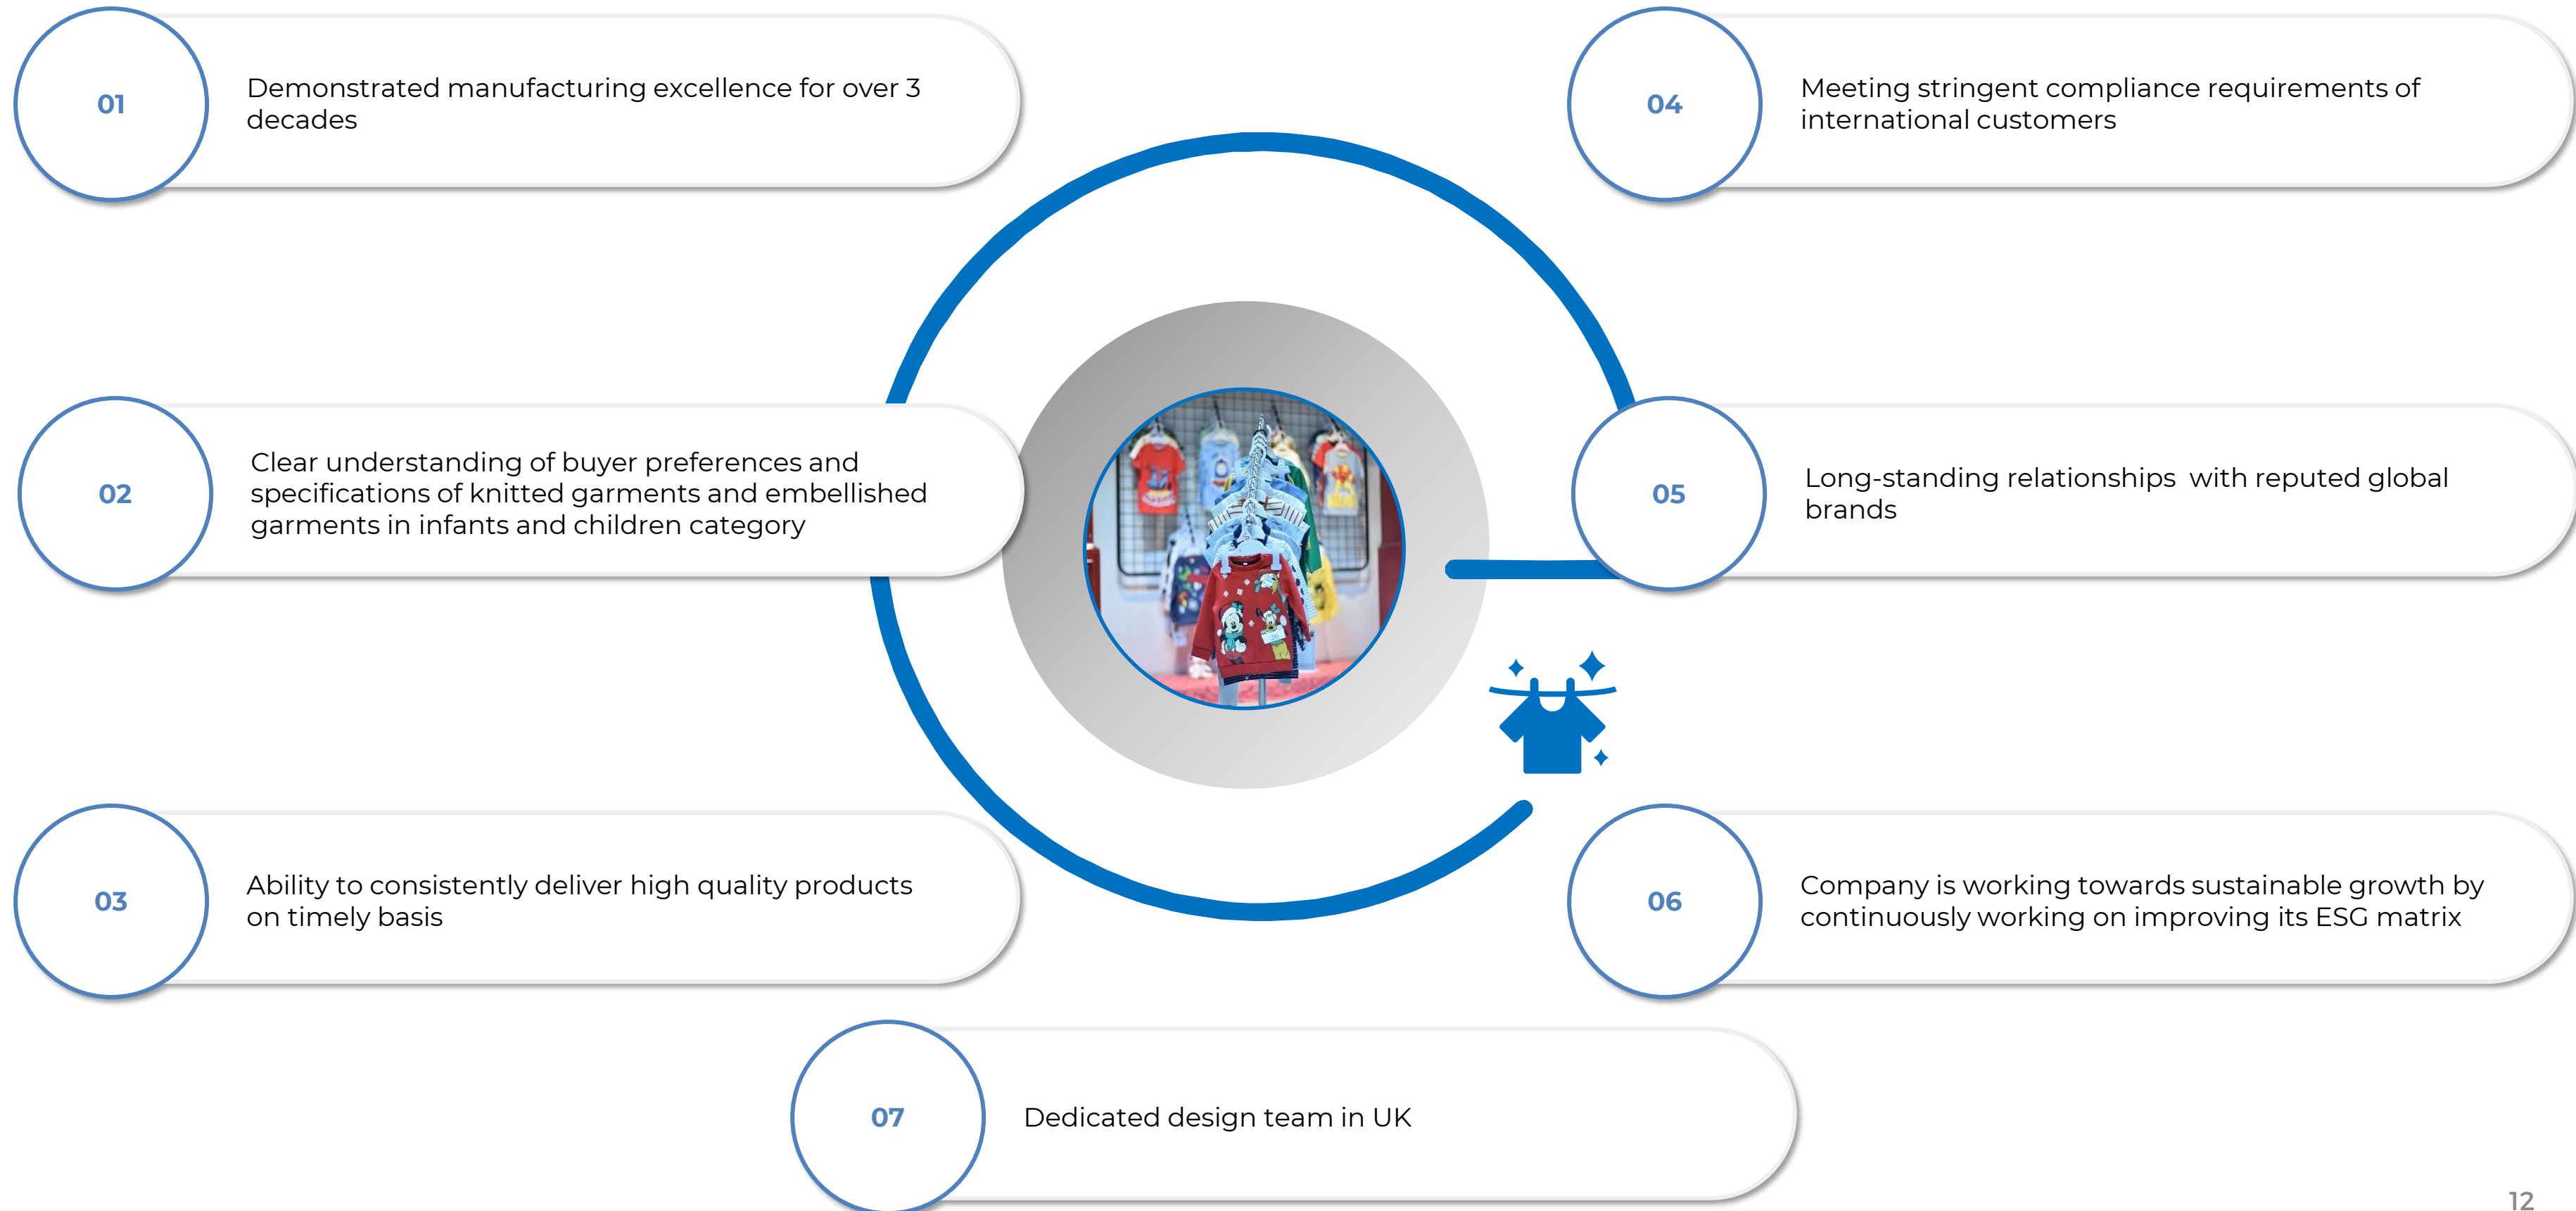 01
Demonstrated manufacturing excellence for over 3
decades
02
Clear understanding of buyer preferences and
specifications of knitted garments and embellished
garments in infants and children category
03
Ability to consistently deliver high quality products
on timely basis
04
Meeting stringent compliance requirements of
international customers
05
Long-standing relationships  with reputed global
brands
06
Company is working towards sustainable growth by
continuously working on improving its ESG matrix
07
Dedicated design team in UK
12